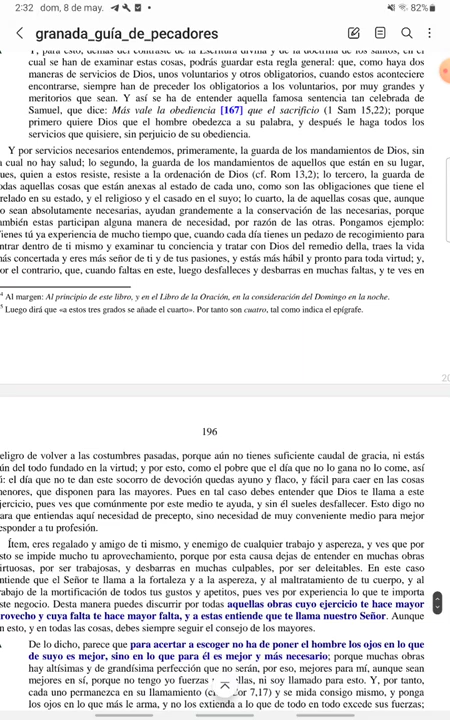 2:32 dom, 8 de may.
82%
granada_guía_de_pecadores
Y, para esto, demás del contraste de la Escritura divina y de la doctrina de los santos, en el
cual se han de examinar estas cosas, podrás guardar esta regla general: que, como haya dos
maneras de servicios de Dios, unos voluntarios y otros obligatorios, cuando estos aconteciere
encontrarse, siempre han de preceder los obligatorios a los voluntarios, por muy grandes y
meritorios que sean. Y así se ha de entender aquella famosa sentencia tan celebrada de
Samuel, que dice: Más vale la obediencia [167] que el sacrificio (1 Sam 15,22); porque
primero quiere Dios que el hombre obedezca a su palabra, y después le haga todos los
servicios que quisiere, sin perjuicio de su obediencia.
Y por servicios necesarios entendemos, primeramente, la guarda de los mandamientos de Dios, sin
a cual no hay salud; lo segundo, la guarda de los mandamientos de aquellos que están en su lugar,
ues, quien a estos resiste, resiste a la ordenación de Dios (cf. Rom 13,2); lo tercero, la guarda de
odas aquellas cosas que están anexas al estado de cada uno, como son las obligaciones que tiene el
relado en su estado, y el religioso y el casado en el suyo; lo cuarto, la de aquellas cosas que, aunque
o sean absolutamente necesarias, ayudan grandemente a la conservación de las necesarias, porque
ambién estas participan alguna manera de necesidad, por razón de las otras. Pongamos ejemplo:
ienes tú ya experiencia de mucho tiempo que, cuando cada día tienes un pedazo de recogimiento para
ntrar dentro de ti mismo y examinar tu conciencia y tratar con Dios del remedio della, traes la vida
más concertada y eres más señor de ti y de tus pasiones, y estás más hábil y pronto para toda virtud; y,
or el contrario, que, cuando faltas en este, luego desfalleces y desbarras en muchas faltas, y te ves en
4 Al margen: Al principio de este libro, y en el Libro de la Oración, en la consideración del Domingo en la noche.
5 Luego dirá que «a estos tres grados se añade el cuarto». Por tanto son cuatro, tal como indica el epígrafe.
20
196
eligro de volver a las costumbres pasadas, porque aún no tienes suficiente caudal de gracia, ni estás
ún del todo fundado en la virtud; y por esto, como el pobre que el día que no lo gana no lo come, así
ú: el día que no te dan este socorro de devoción quedas ayuno y flaco, y fácil para caer en las cosas
menores, que disponen para las mayores. Pues en tal caso debes entender que Dios te llama a este
jercicio, pues ves que comúnmente por este medio te ayuda, y sin él sueles desfallecer. Esto digo no
ara que entiendas aquí necesidad de precepto, sino necesidad de muy conveniente medio para mejor
esponder a tu profesión.
Ítem, eres regalado y amigo de ti mismo, y enemigo de cualquier trabajo y aspereza, y ves que por
sto se impide mucho tu aprovechamiento, porque por esta causa dejas de entender en muchas obras
irtuosas, por ser trabajosas, y desbarras en muchas culpables, por ser deleitables. En este caso
ntiende que el Señor te llama a la fortaleza y a la aspereza, y al maltratamiento de tu cuerpo, y al
rabajo de la mortificación de todos tus gustos y apetitos, pues ves por experiencia lo que te importa
ste negocio. Desta manera puedes discurrir por todas aquellas obras cuyo ejercicio te hace mayor
rovecho y cuya falta te hace mayor falta, y a estas entiende que te llama nuestro Señor. Aunque
n esto, y en todas las cosas, debes siempre seguir el consejo de los mayores.
De lo dicho, parece que para acertar a escoger no ha de poner el hombre los ojos en lo que
de suyo es mejor, sino en lo que para él es mejor y más necesario; porque muchas obras
hay altísimas y de grandísima perfección que no serán, por eso, mejores para mí, aunque sean
mejores en sí, porque no tengo yo fuerzas ellas, ni soy llamado para esto. Y, por tanto,
cada uno permanezca en su llamamiento or 7,17) y se mida consigo mismo, y ponga
los ojos en lo que más le arma, y no los extienda a lo que de todo en todo excede sus fuerzas;